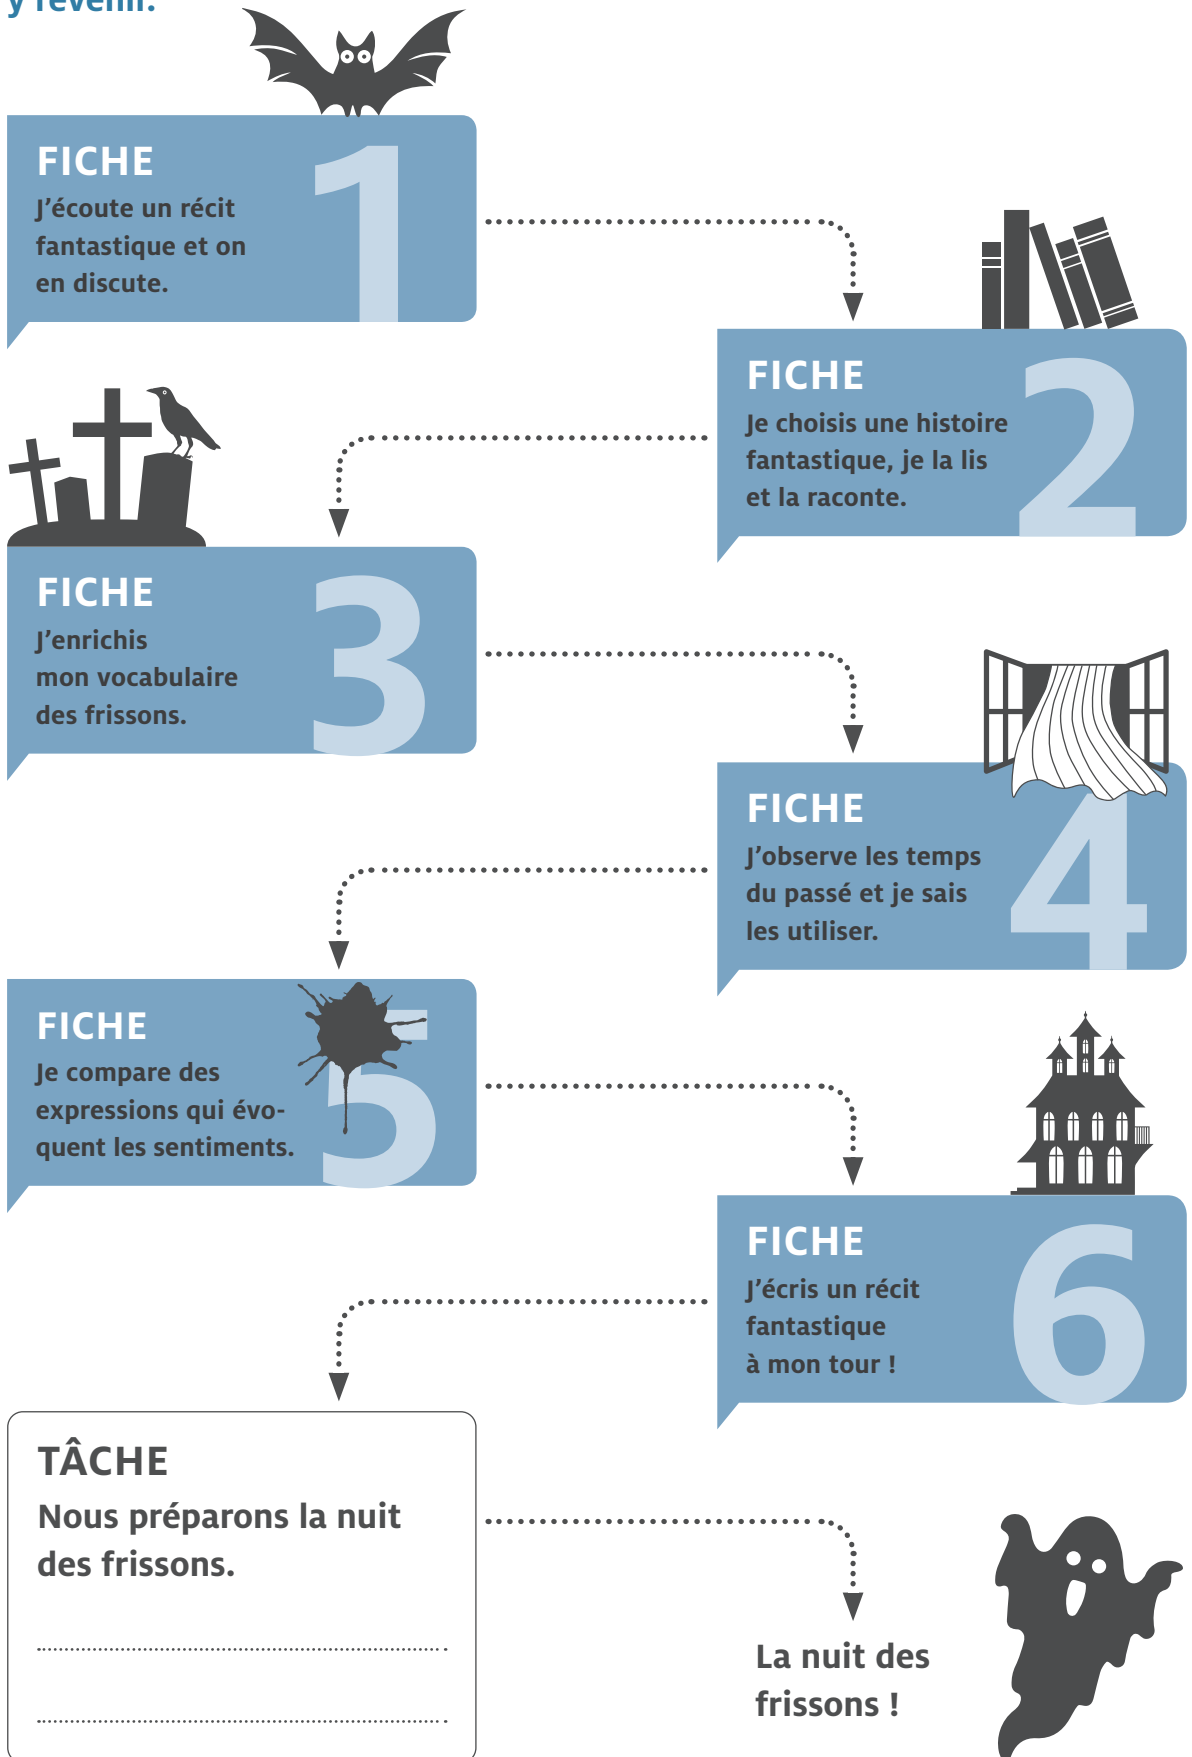 y revenir.
FICHE
1
J’écoute un récit
fantastique et on
en discute.
FICHE
2
Je choisis une histoire
fantastique, je la lis
et la raconte.
FICHE
3
J’enrichis
mon vocabulaire
des frissons.
FICHE
4
J’observe les temps
du passé et je sais
les utiliser.
FICHE
5
Je compare des
expressions qui évo-
quent les sentiments.
FICHE
6
J’écris un récit
fantastique
à mon tour !
TÂCHE
Nous préparons la nuit
des frissons.
La nuit des
frissons !